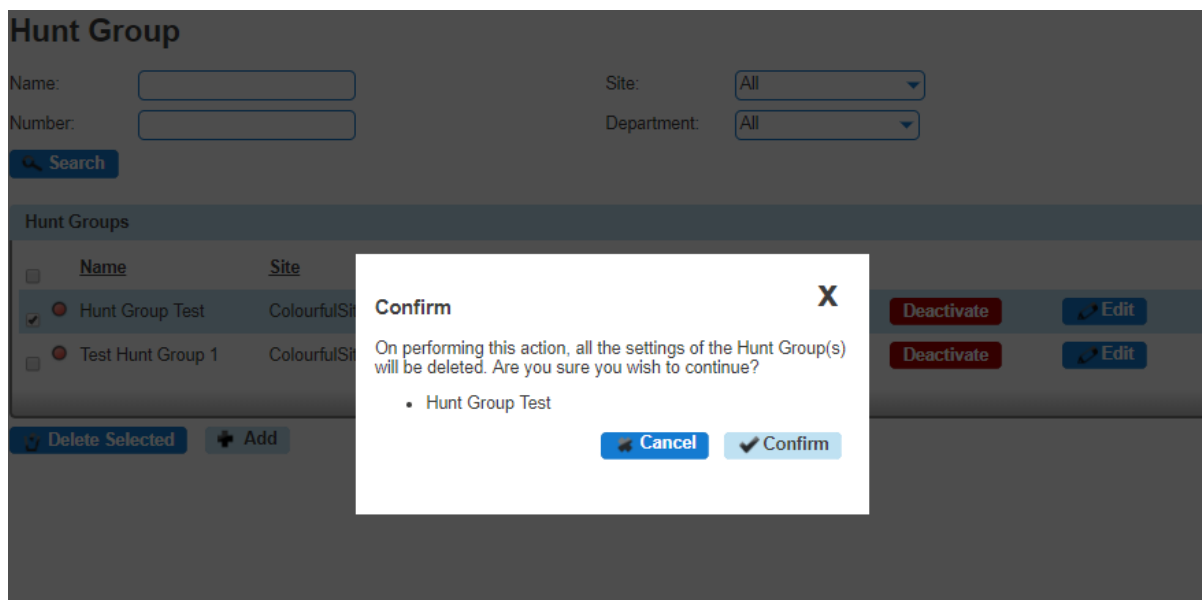 Hunt Group
Name:
Site:
All
Number:
Department:
All
Search
Hunt Groups
Name
Site
Hunt Group Test
ColourfulSit
Deactivate
Edit
Test Hunt Group 1
ColourfulSit
Deactivate
Edit
Delete Selected
Add
Confirm
X
On performing this action, all the settings of the Hunt Group(s)
will be deleted. Are you sure you wish to continue?
• Hunt Group Test
Cancel
Confirm